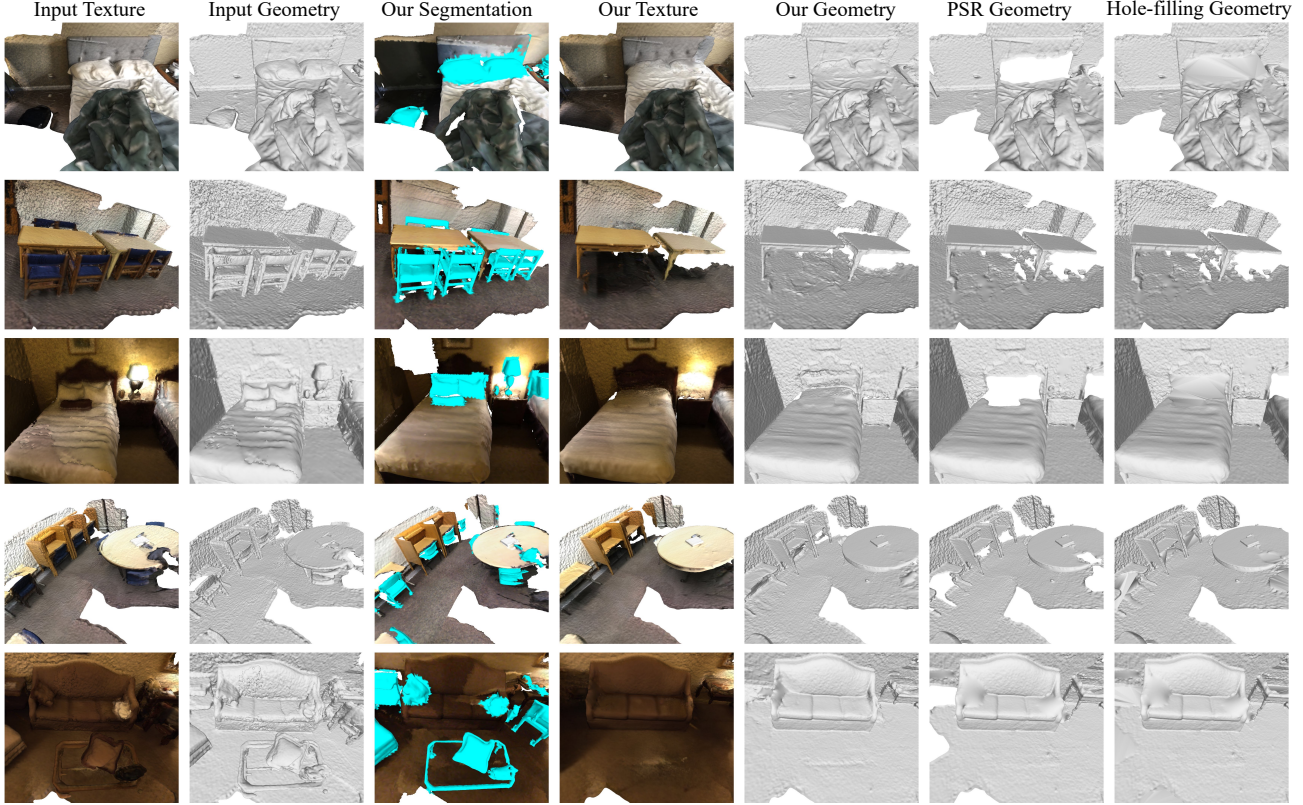 Input Texture
Input Geometry
Our Segmentation
Our Texture
Our Geometry
PSR Geometry
Hole-filling Geometry